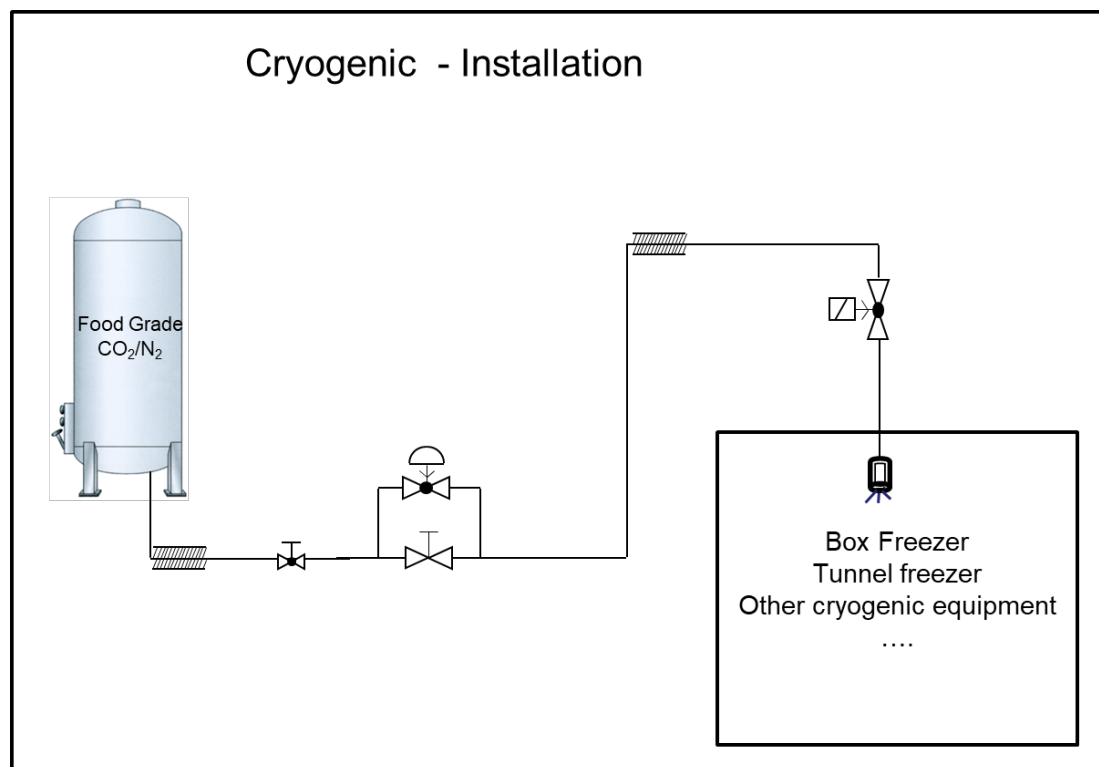 Cryogenic - Installation
Food Grade
CO₂/N₂
Box Freezer
Tunnel freezer
Other cryogenic equipment
....